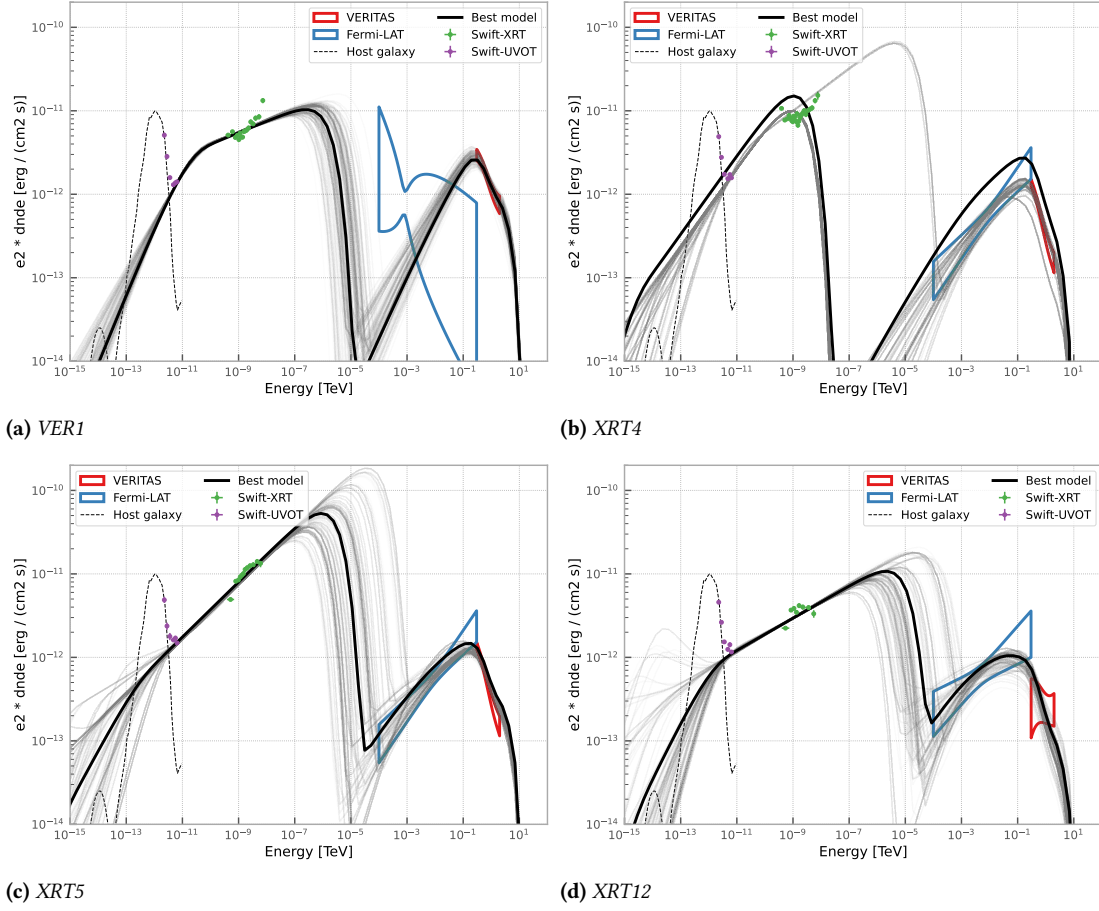 VERITAS
Fermi-LAT
Host galaxy
Best model
Swift-XRT
Swift-UVOT
e2 * dnde [erg / (cm2 s)]
10⁻¹⁰
10⁻¹¹
10⁻¹²
10⁻¹³
10⁻¹⁴
10⁻¹⁵ 10⁻¹³ 10⁻¹¹ 10⁻⁹ 10⁻⁷ 10⁻⁵ 10⁻³ 10⁻¹ 10¹
Energy [TeV]
(a) VER1
VERITAS
Fermi-LAT
Host galaxy
Best model
Swift-XRT
Swift-UVOT
e2 * dnde [erg / (cm2 s)]
10⁻¹⁰
10⁻¹¹
10⁻¹²
10⁻¹³
10⁻¹⁴
10⁻¹⁵ 10⁻¹³ 10⁻¹¹ 10⁻⁹ 10⁻⁷ 10⁻⁵ 10⁻³ 10⁻¹ 10¹
Energy [TeV]
(b) XRT4
VERITAS
Fermi-LAT
Host galaxy
Best model
Swift-XRT
Swift-UVOT
e2 * dnde [erg / (cm2 s)]
10⁻¹⁰
10⁻¹¹
10⁻¹²
10⁻¹³
10⁻¹⁴
10⁻¹⁵ 10⁻¹³ 10⁻¹¹ 10⁻⁹ 10⁻⁷ 10⁻⁵ 10⁻³ 10⁻¹ 10¹
Energy [TeV]
(c) XRT5
VERITAS
Fermi-LAT
Host galaxy
Best model
Swift-XRT
Swift-UVOT
e2 * dnde [erg / (cm2 s)]
10⁻¹⁰
10⁻¹¹
10⁻¹²
10⁻¹³
10⁻¹⁴
10⁻¹⁵ 10⁻¹³ 10⁻¹¹ 10⁻⁹ 10⁻⁷ 10⁻⁵ 10⁻³ 10⁻¹ 10¹
Energy [TeV]
(d) XRT12